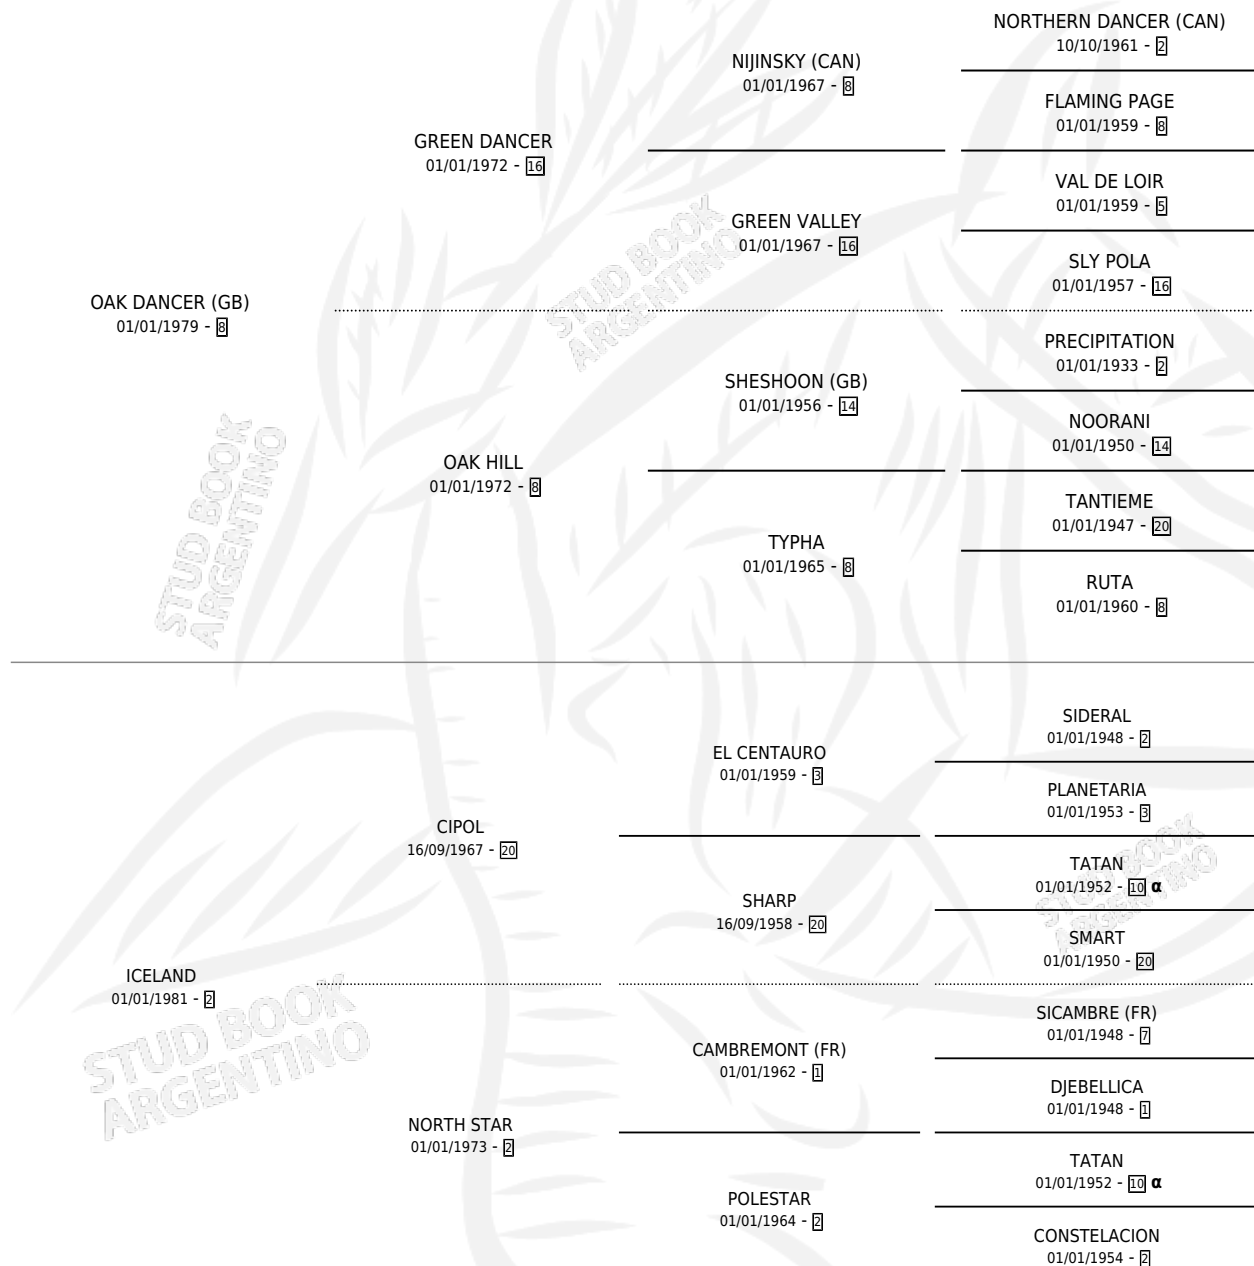 NORTHERN DANCER (CAN)
10/10/1961 - 2
NIJINSKY (CAN)
01/01/1967 - 8
FLAMING PAGE
01/01/1959 - 8
GREEN DANCER
01/01/1972 - 16
VAL DE LOIR
01/01/1959 - 5
GREEN VALLEY
01/01/1967 - 16
SLY POLA
01/01/1957 - 16
OAK DANCER (GB)
01/01/1979 - 8
STUD BOOK
ARGENTINO
PRECIPITATION
01/01/1933 - 2
SHESHOON (GB)
01/01/1956 - 14
NOORANI
01/01/1950 - 14
OAK HILL
01/01/1972 - 8
STUD BOOK
ARGENTINO
TANTIEME
01/01/1947 - 20
TYPHA
01/01/1965 - 8
RUTA
01/01/1960 - 8
SIDERAL
01/01/1948 - 2
EL CENTAURO
01/01/1959 - 3
PLANETARIA
01/01/1953 - 3
CIPOL
16/09/1967 - 20
TATAN
01/01/1952 - 10 α
STUD BOOK
ARGENTINO
SHARP
16/09/1958 - 20
SMART
01/01/1950 - 20
ICELAND
01/01/1981 - 2
STUD BOOK
ARGENTINO
SICAMBRE (FR)
01/01/1948 - 7
CAMBREMONT (FR)
01/01/1962 - 1
DJEBELLICA
01/01/1948 - 1
NORTH STAR
01/01/1973 - 2
TATAN
01/01/1952 - 10 α
POLESTAR
01/01/1964 - 2
CONSTELACION
01/01/1954 - 2